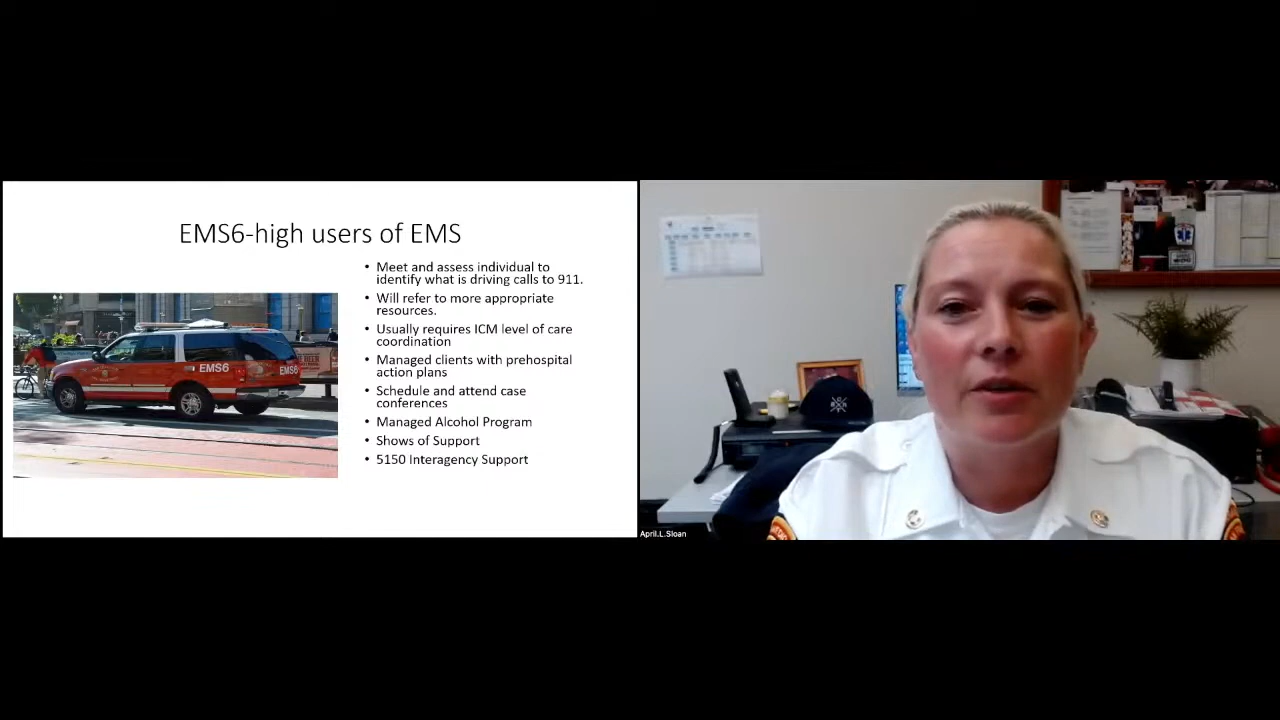 EMS6-high users of EMS
• Meet and assess individual to
identify what is driving calls to 911.
• Will refer to more appropriate
resources.
• Usually requires ICM level of care
coordination
• Managed clients with prehospital
action plans
• Schedule and attend case
conferences
• Managed Alcohol Program
• Shows of Support
• 5150 Interagency Support
EMS6
EMS6
April.L.Sloan